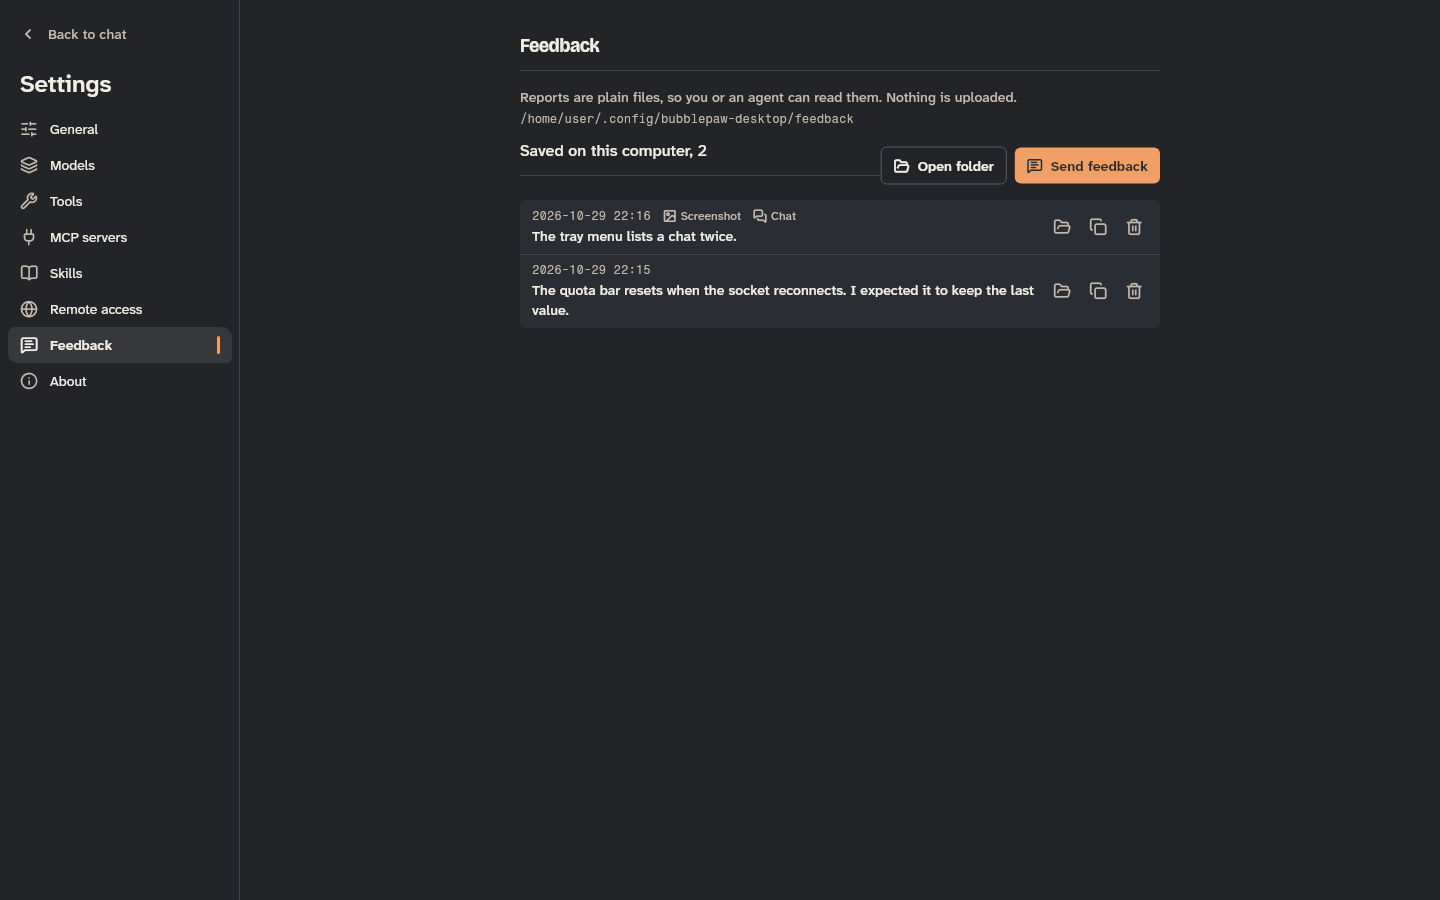 Back to chat
Settings
General
Models
Tools
MCP servers
Skills
Remote access
Feedback
About
Feedback
Reports are plain files, so you or an agent can read them. Nothing is uploaded.
/home/user/.config/bubblepaw-desktop/feedback
Saved on this computer, 2
Open folder
Send feedback
2026-10-29 22:16 Screenshot Chat
The tray menu lists a chat twice.
2026-10-29 22:15
The quota bar resets when the socket reconnects. I expected it to keep the last
value.